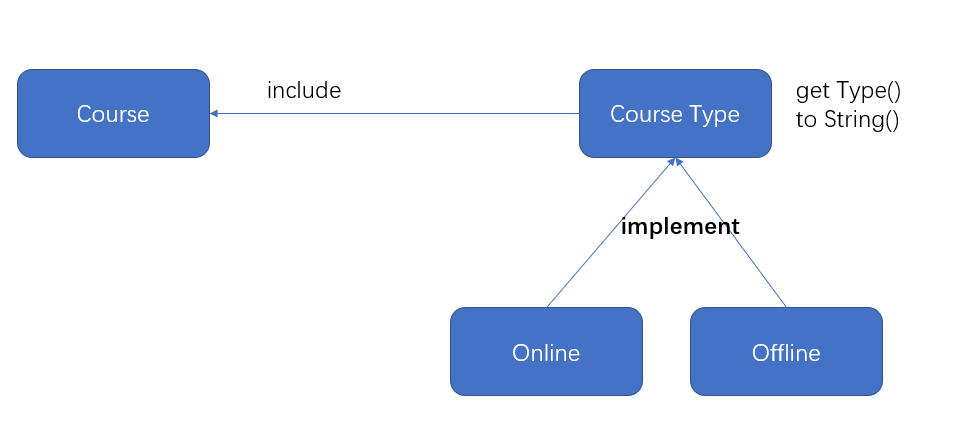 Course
include
Course Type
get Type()
to String()
implement
Online
Offline